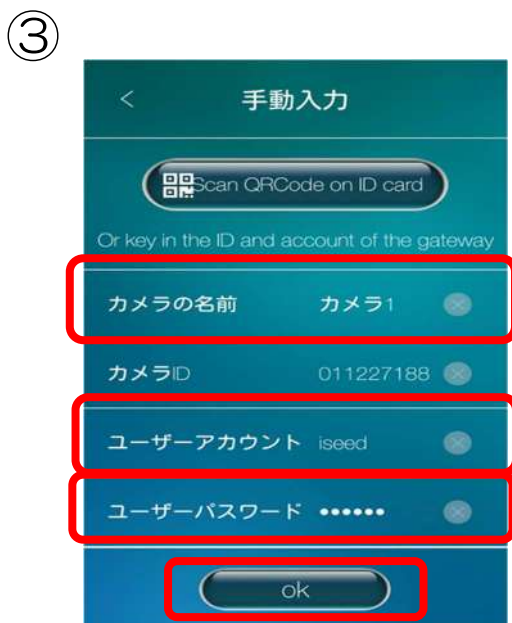 ③
< 手動入力
Scan QRCode on ID card
Or key in the ID and account of the gateway
カメラの名前 カメラ1
カメラID 011227188
ユーザーアカウント iseed
ユーザーパスワード ••••••
ok